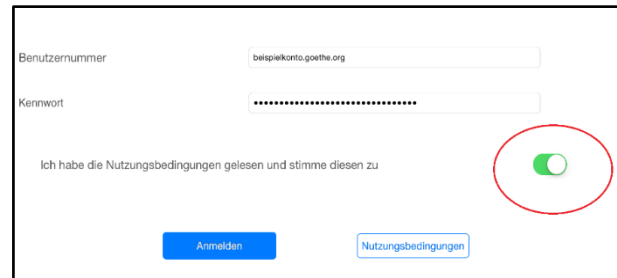 Benutzernummer beispielkonto.goethe.org
Kennwort ••••••••••••••••••••••••••••••••
Ich habe die Nutzungsbedingungen gelesen und stimme diesen zu
Anmelden Nutzungsbedingungen